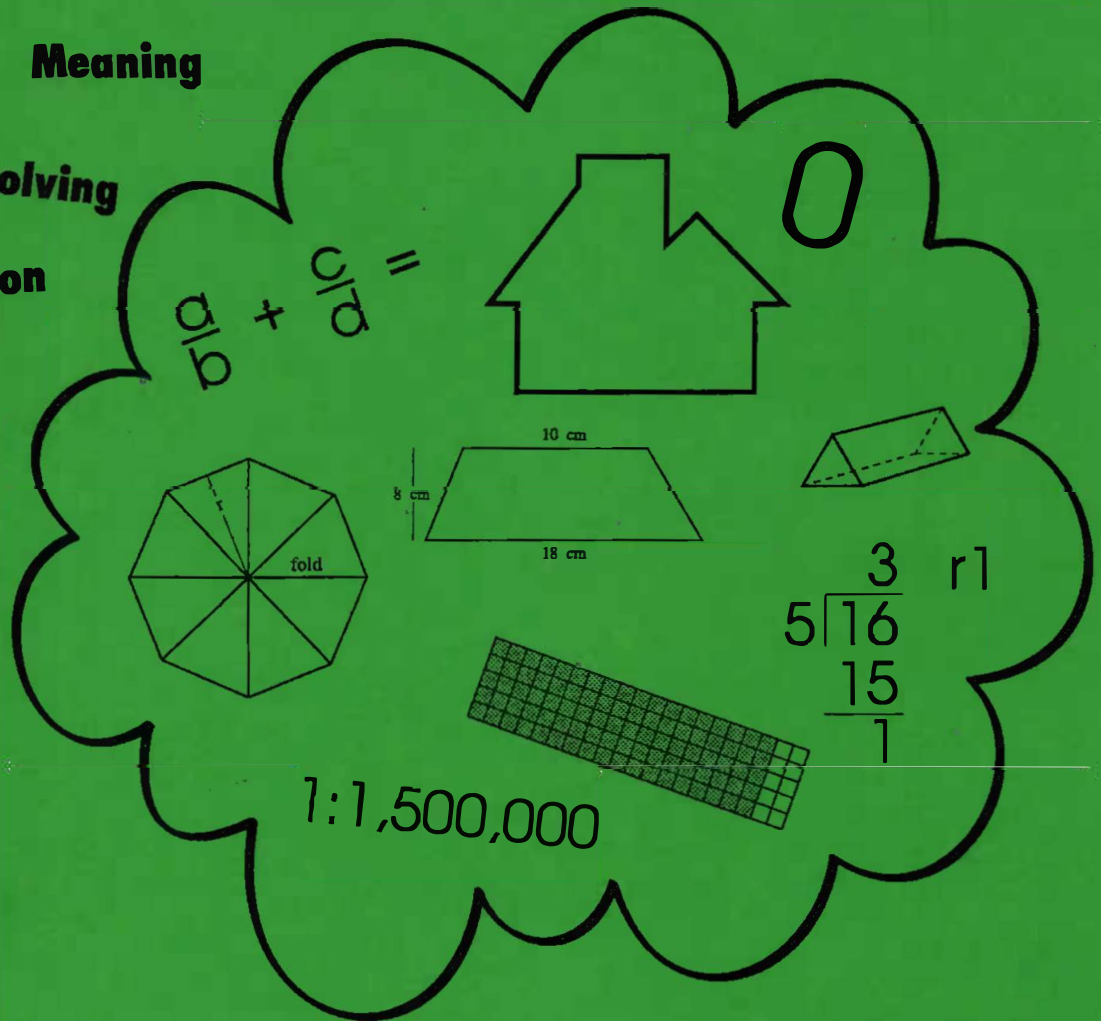 Meaning
olving
on
a/b + c/d =
0
10 cm
8 cm
18 cm
r
fold
3 r1
5 16
15
1
1:1,500,000